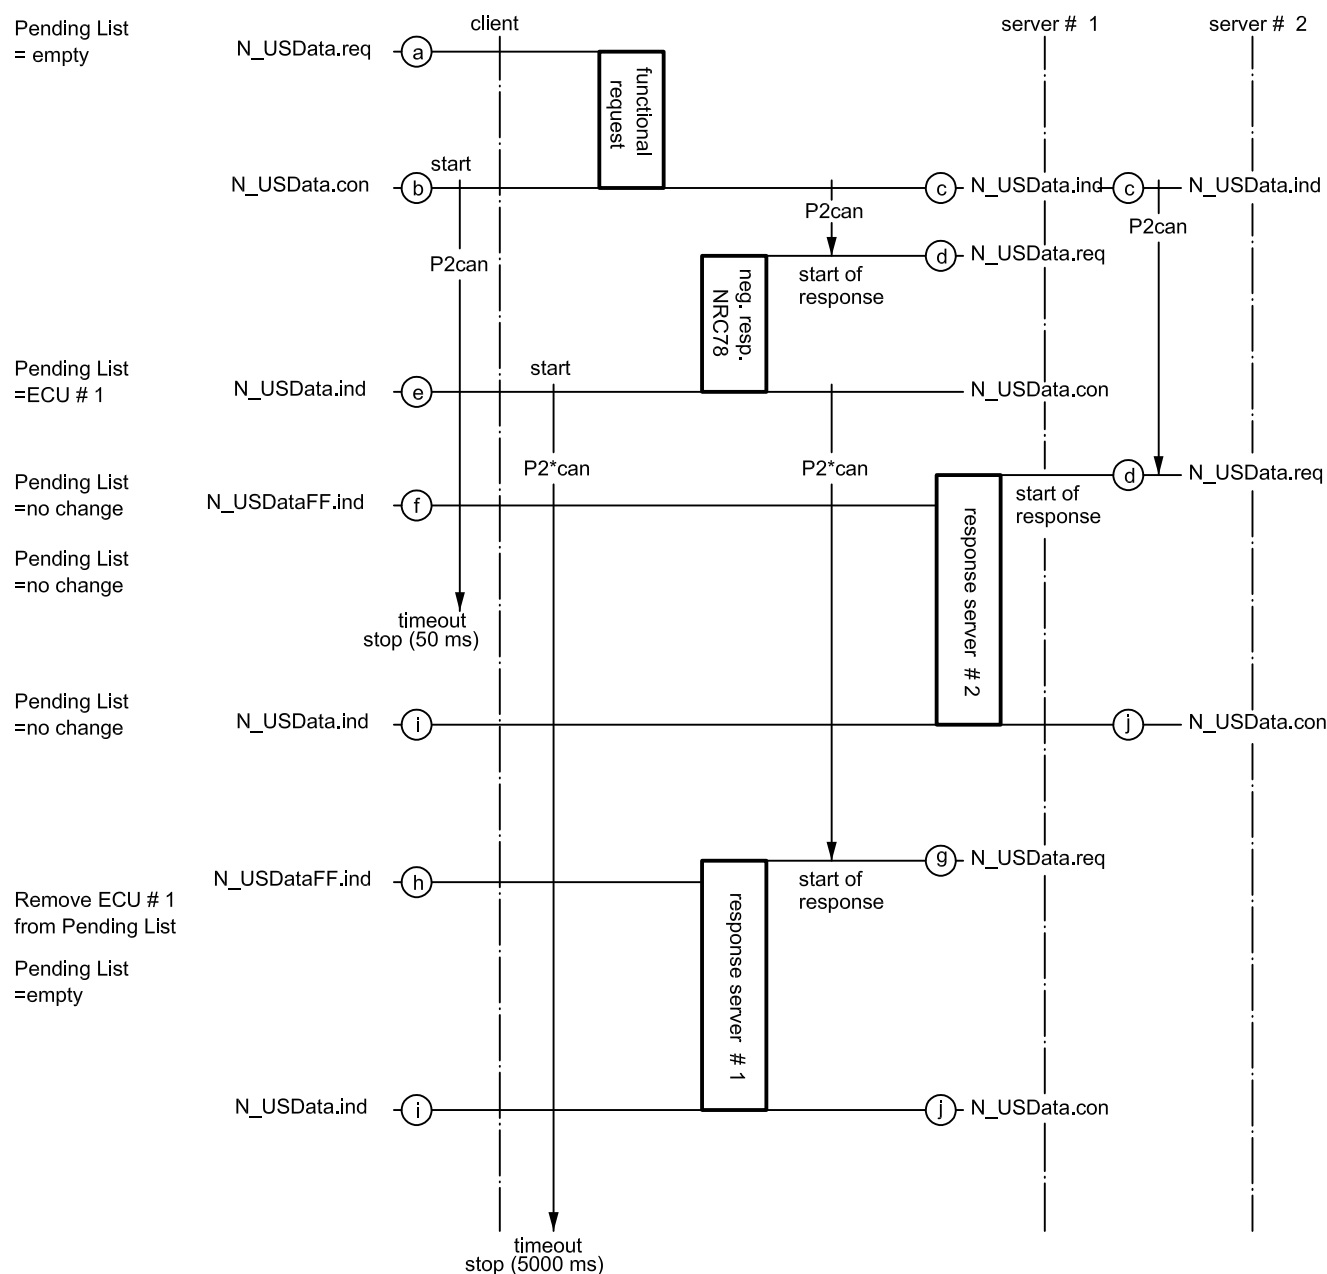 Pending List
= empty
client
server # 1
server # 2
N_USData.req
a
functional
request
start
N_USData.con
b
c
N_USData.ind
c
N_USData.ind
P2can
P2can
P2can
d
N_USData.req
neg. resp.
NRC78
start of
response
Pending List
=ECU # 1
N_USData.ind
e
start
N_USData.con
P2*can
P2*can
d
N_USData.req
Pending List
=no change
N_USDataFF.ind
f
start of
response
response server # 2
Pending List
=no change
timeout
stop (50 ms)
Pending List
=no change
N_USData.ind
i
j
N_USData.con
g
N_USData.req
N_USDataFF.ind
h
start of
response
Remove ECU # 1
from Pending List
response server # 1
Pending List
=empty
N_USData.ind
i
j
N_USData.con
timeout
stop (5000 ms)